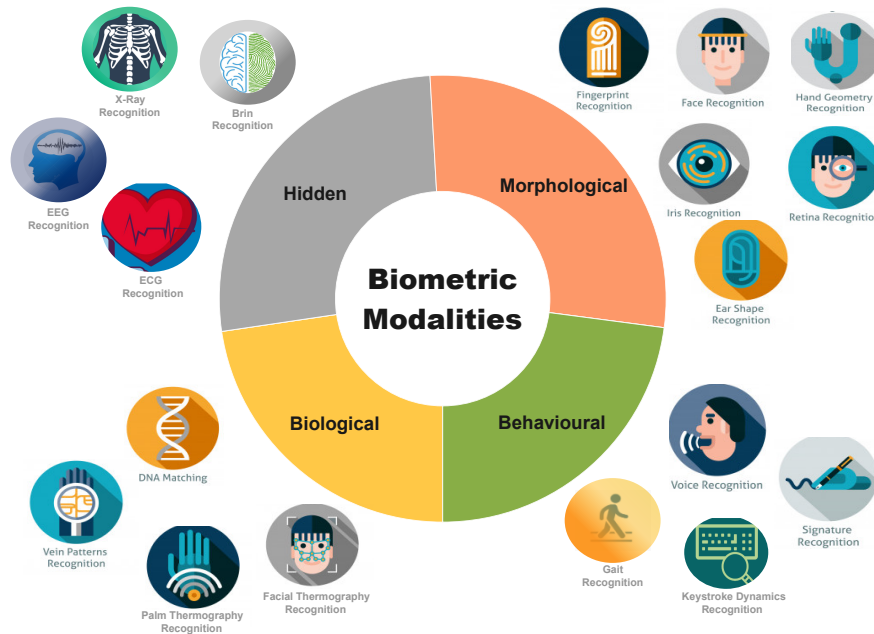 X-Ray
Recognition
Brin
Recognition
EEG
Recognition
ECG
Recognition
Fingerprint
Recognition
Face Recognition
Hand Geometry
Recognition
Iris Recognition
Retina Recognition
Ear Shape
Recognition
Hidden
Morphological
Biometric
Modalities
Biological
Behavioural
DNA Matching
Vein Patterns
Recognition
Palm Thermography
Recognition
Facial Thermography
Recognition
Voice Recognition
Signature
Recognition
Gait
Recognition
Keystroke Dynamics
Recognition